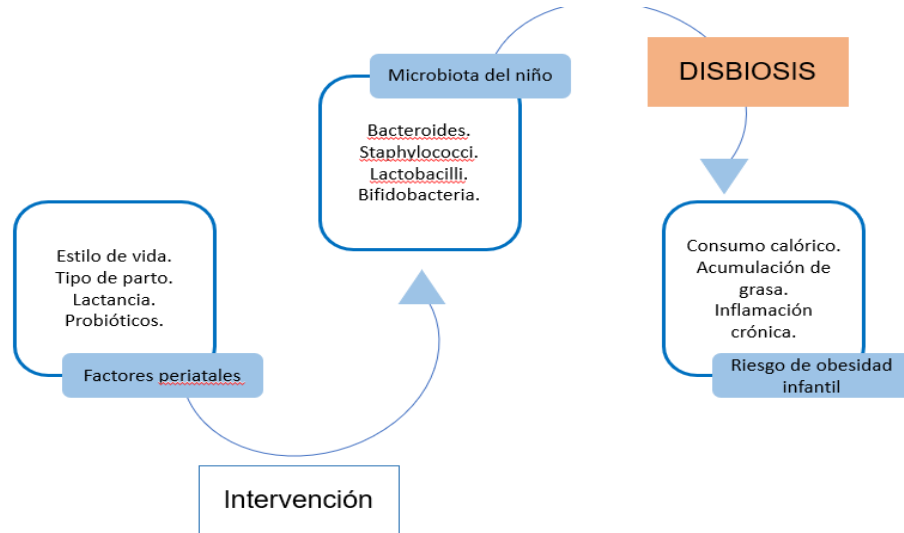 Estilo de vida.
Tipo de parto.
Lactancia.
Probióticos.
Factores periatales
Intervención
Microbiota del niño
Bacteroides.
Staphylococci.
Lactobacilli.
Bifidobacteria.
DISBIOSIS
Consumo calórico.
Acumulación de
grasa.
Inflamación
crónica.
Riesgo de obesidad
infantil